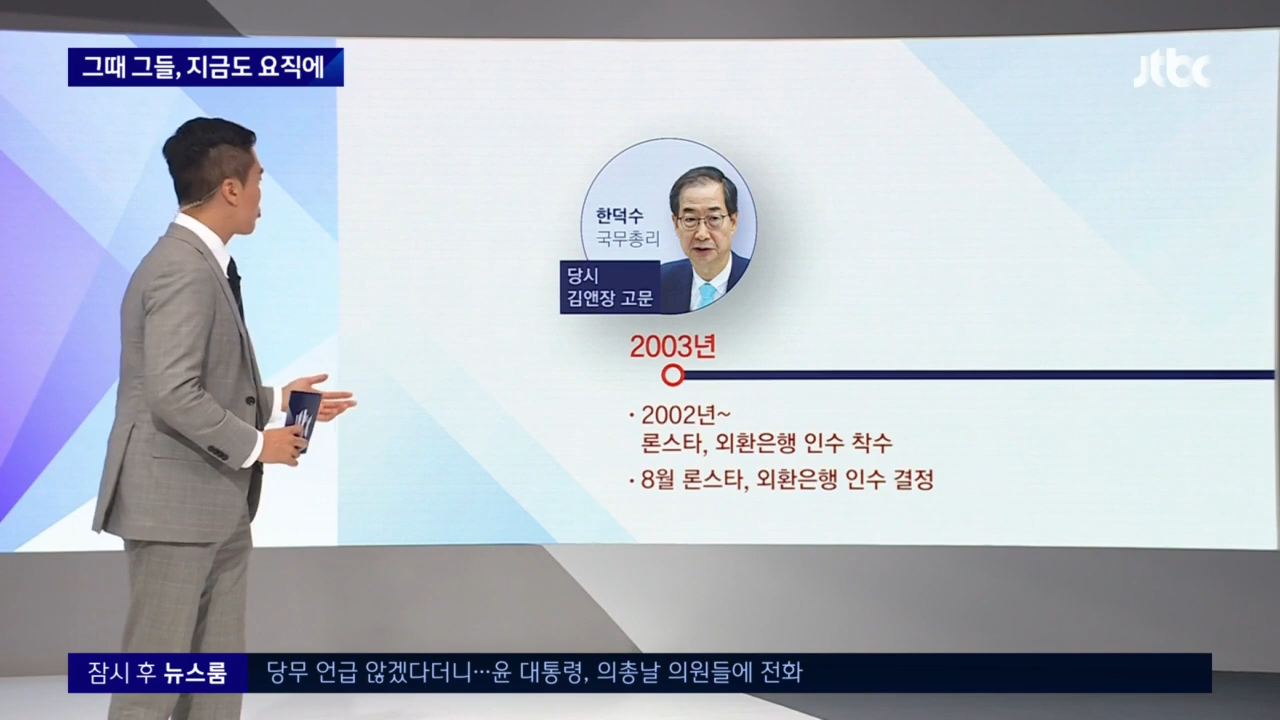 그때 그들, 지금도 요직에
jtbc
한덕수
국무총리
당시
김앤장 고문
2003년
· 2002년~
론스타, 외환은행 인수 착수
· 8월 론스타, 외환은행 인수 결정
잠시 후 뉴스룸 당무 언급 않겠다더니…윤 대통령, 의총날 의원들에 전화